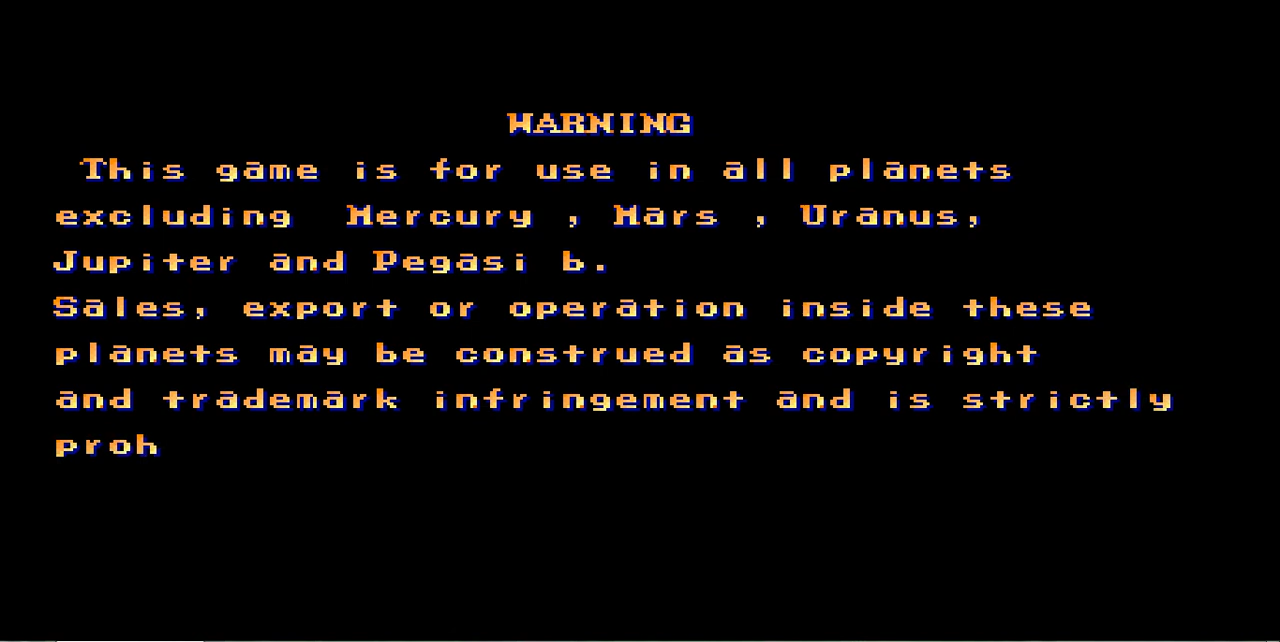 WARNING
This game is for use in all planets
excluding Mercury , Mars , Uranus,
Jupiter and Pegasi b.
Sales, export or operation inside these
planets may be construed as copyright
and trademark infringement and is strictly
proh